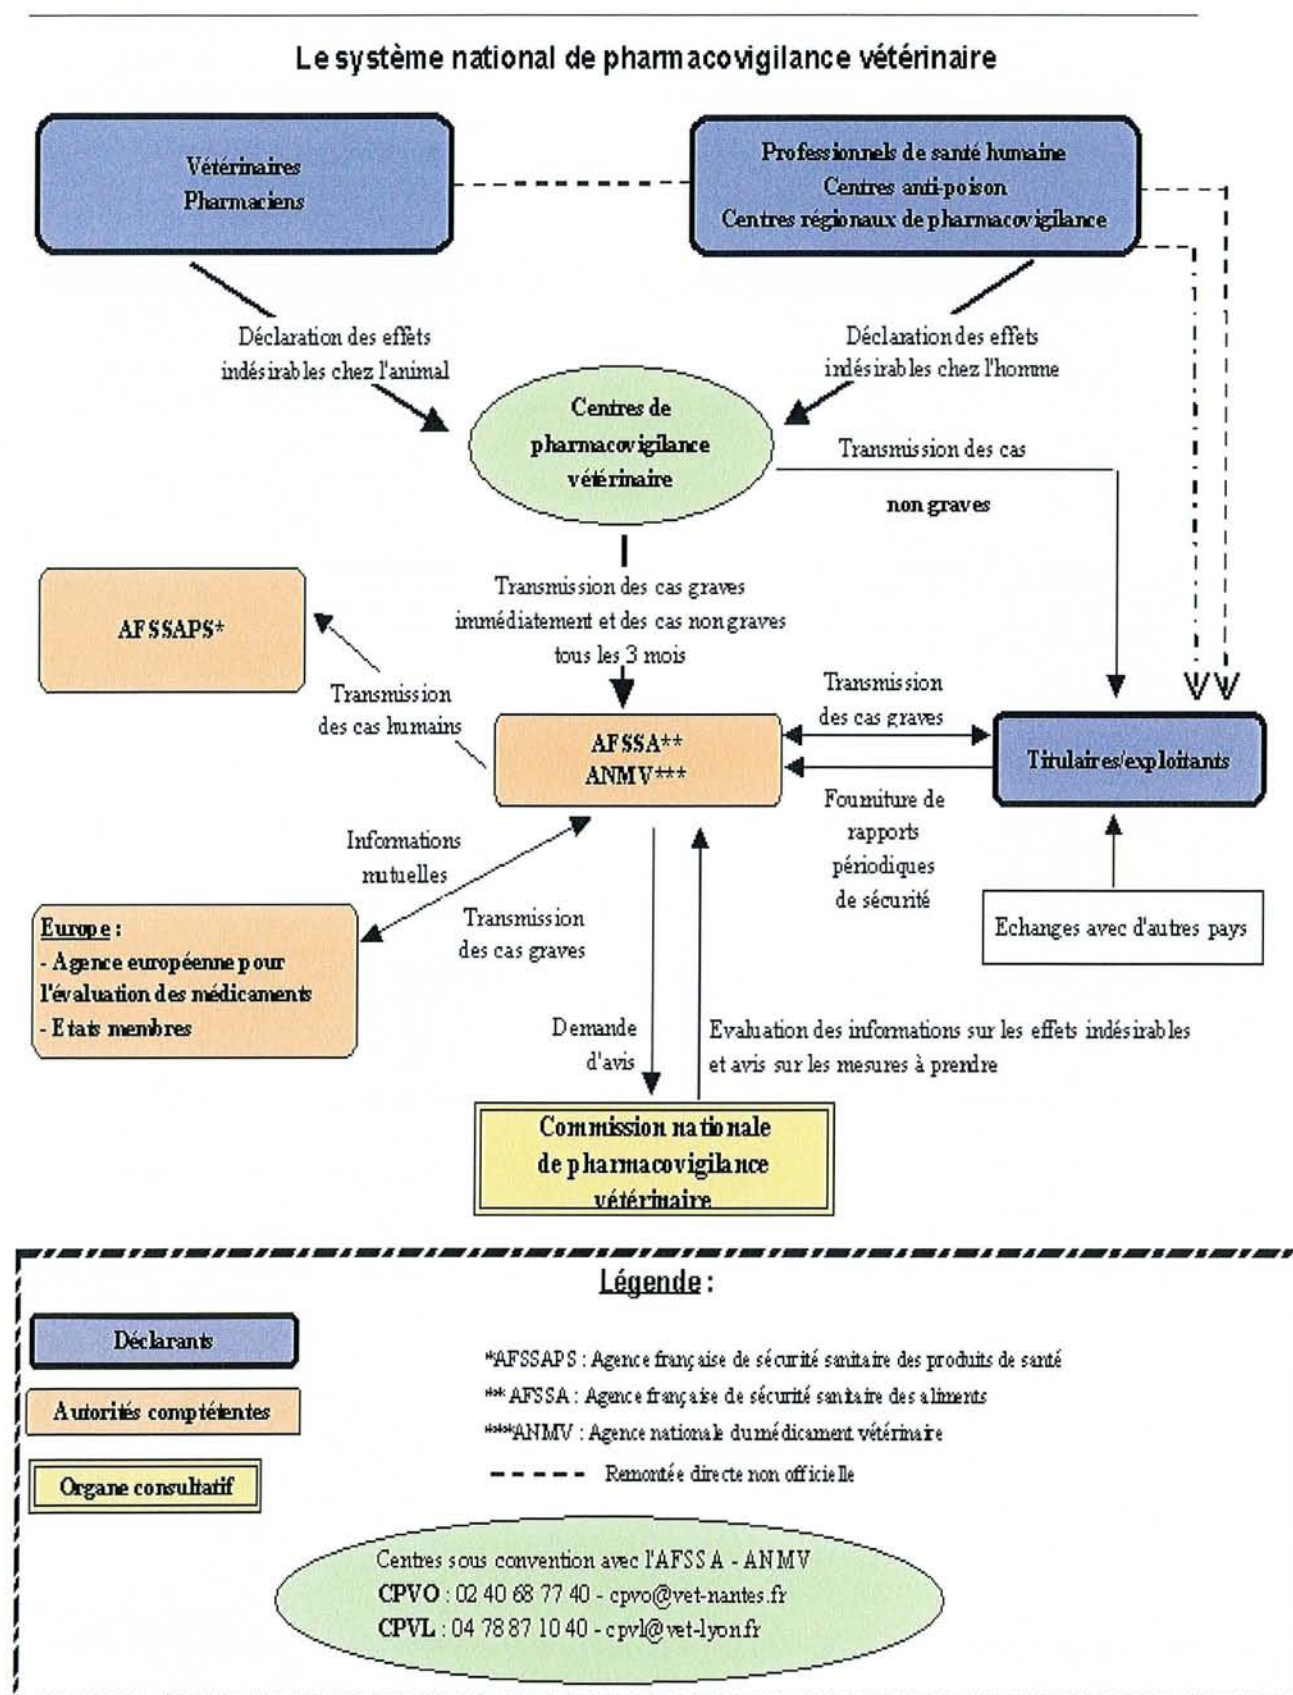 Le système national de pharmacovigilance vétérinaire
Vétérinaires
Pharmaciens
Professionnels de santé humaine
Centres anti-poison
Centres régionaux de pharmacovigilance
Déclaration des effets
indésirables chez l'animal
Déclaration des effets
indésirables chez l'homme
Centres de
pharmacovigilance
vétérinaire
Transmission des cas
non graves
Transmission des cas graves
immédiatement et des cas non graves
tous les 3 mois
AFSSAPS*
Transmission
des cas humains
AFSSA**
ANMV***
Transmission
des cas graves
Titulaires/exploitants
Fourniture de
rapports
périodiques
de sécurité
Informations
mutuelles
Transmission
des cas graves
Echanges avec d'autres pays
Europe :
- Agence européenne pour
l'évaluation des médicaments
- Etats membres
Demande
d'avis
Evaluation des informations sur les effets indésirables
et avis sur les mesures à prendre
Commission nationale
de pharmacovigilance
vétérinaire
Légende :
Déclarants
Autorités comptétentes
Organe consultatif
*AFSSAPS : Agence française de sécurité sanitaire des produits de santé
** AFSSA : Agence française de sécurité sanitaire des aliments
***ANMV : Agence nationale du médicament vétérinaire
Remontée directe non officielle
Centres sous convention avec l'AFSSA - ANMV
CPVO : 02 40 68 77 40 - cpvo@vet-nantes.fr
CPVL : 04 78 87 10 40 - cpvl@vet-lyon.fr